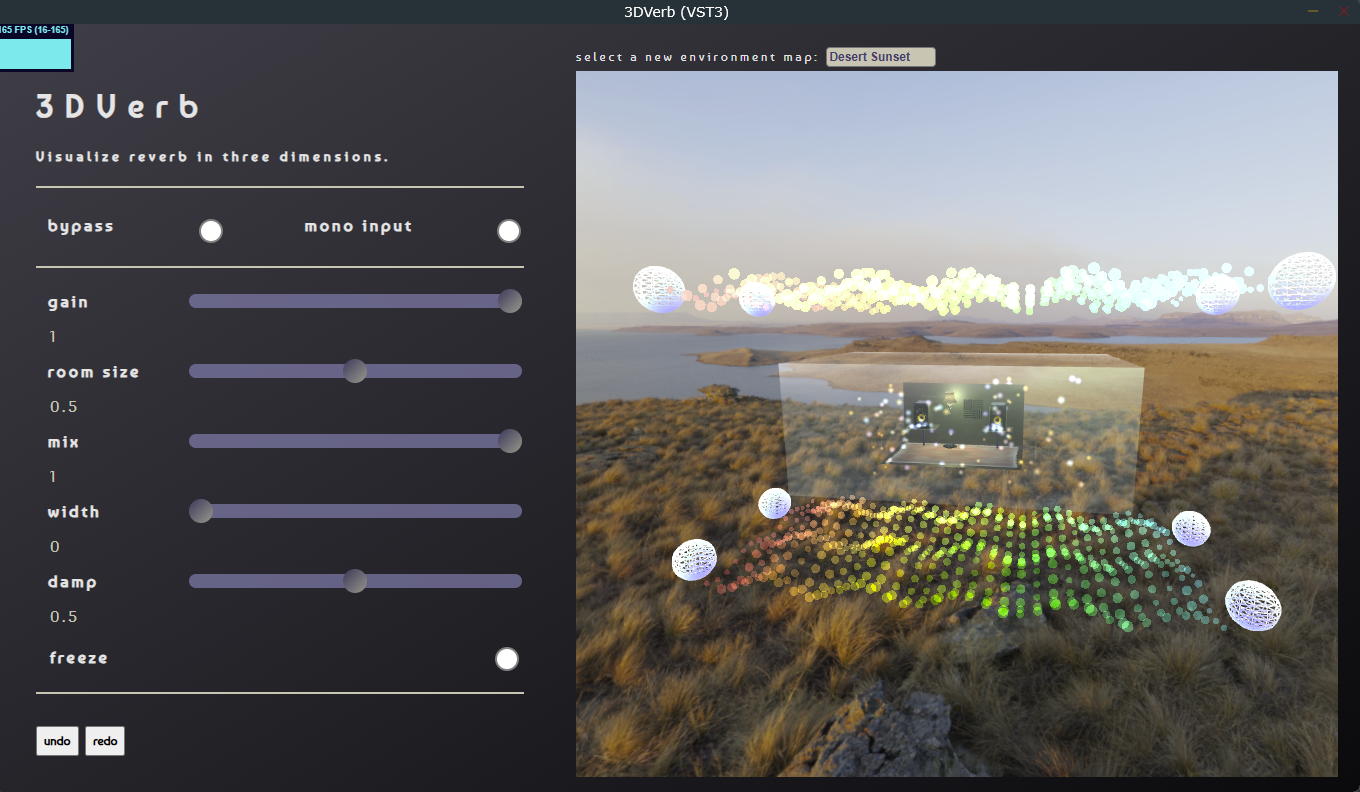 3DVerb (VST3)
165 FPS (16-165)
select a new environment map: Desert Sunset
3DVerb
Visualize reverb in three dimensions.
bypass mono input
gain
1
room size
0.5
mix
1
width
0
damp
0.5
freeze
undo redo